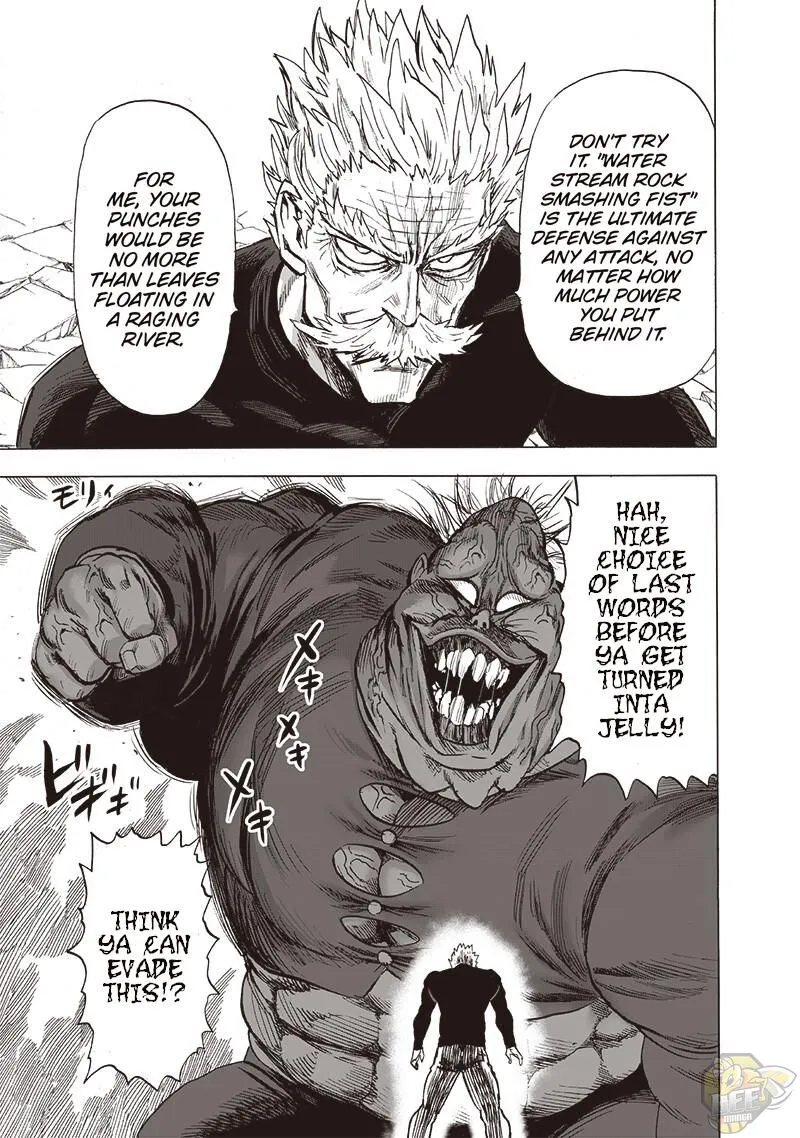 DON'T TRY
IT. "WATER
STREAM ROCK
SMASHING FIST"
IS THE ULTIMATE
DEFENSE AGAINST
ANY ATTACK, NO
MATTER HOW
MUCH POWER
YOU PUT
BEHIND IT.
FOR
ME, YOUR
PUNCHES
WOULD BE
NO MORE
THAN LEAVES
FLOATING IN
A RAGING
RIVER.
モリィ
HAH,
NICE
CHOICE
OF LAST
WORDS
BEFORE
YA GET
TURNED
INTA
JELLY!
メキ
メキ
メキ
ビギギ
THINK
YA CAN
EVADE
THIS!?
MANGA